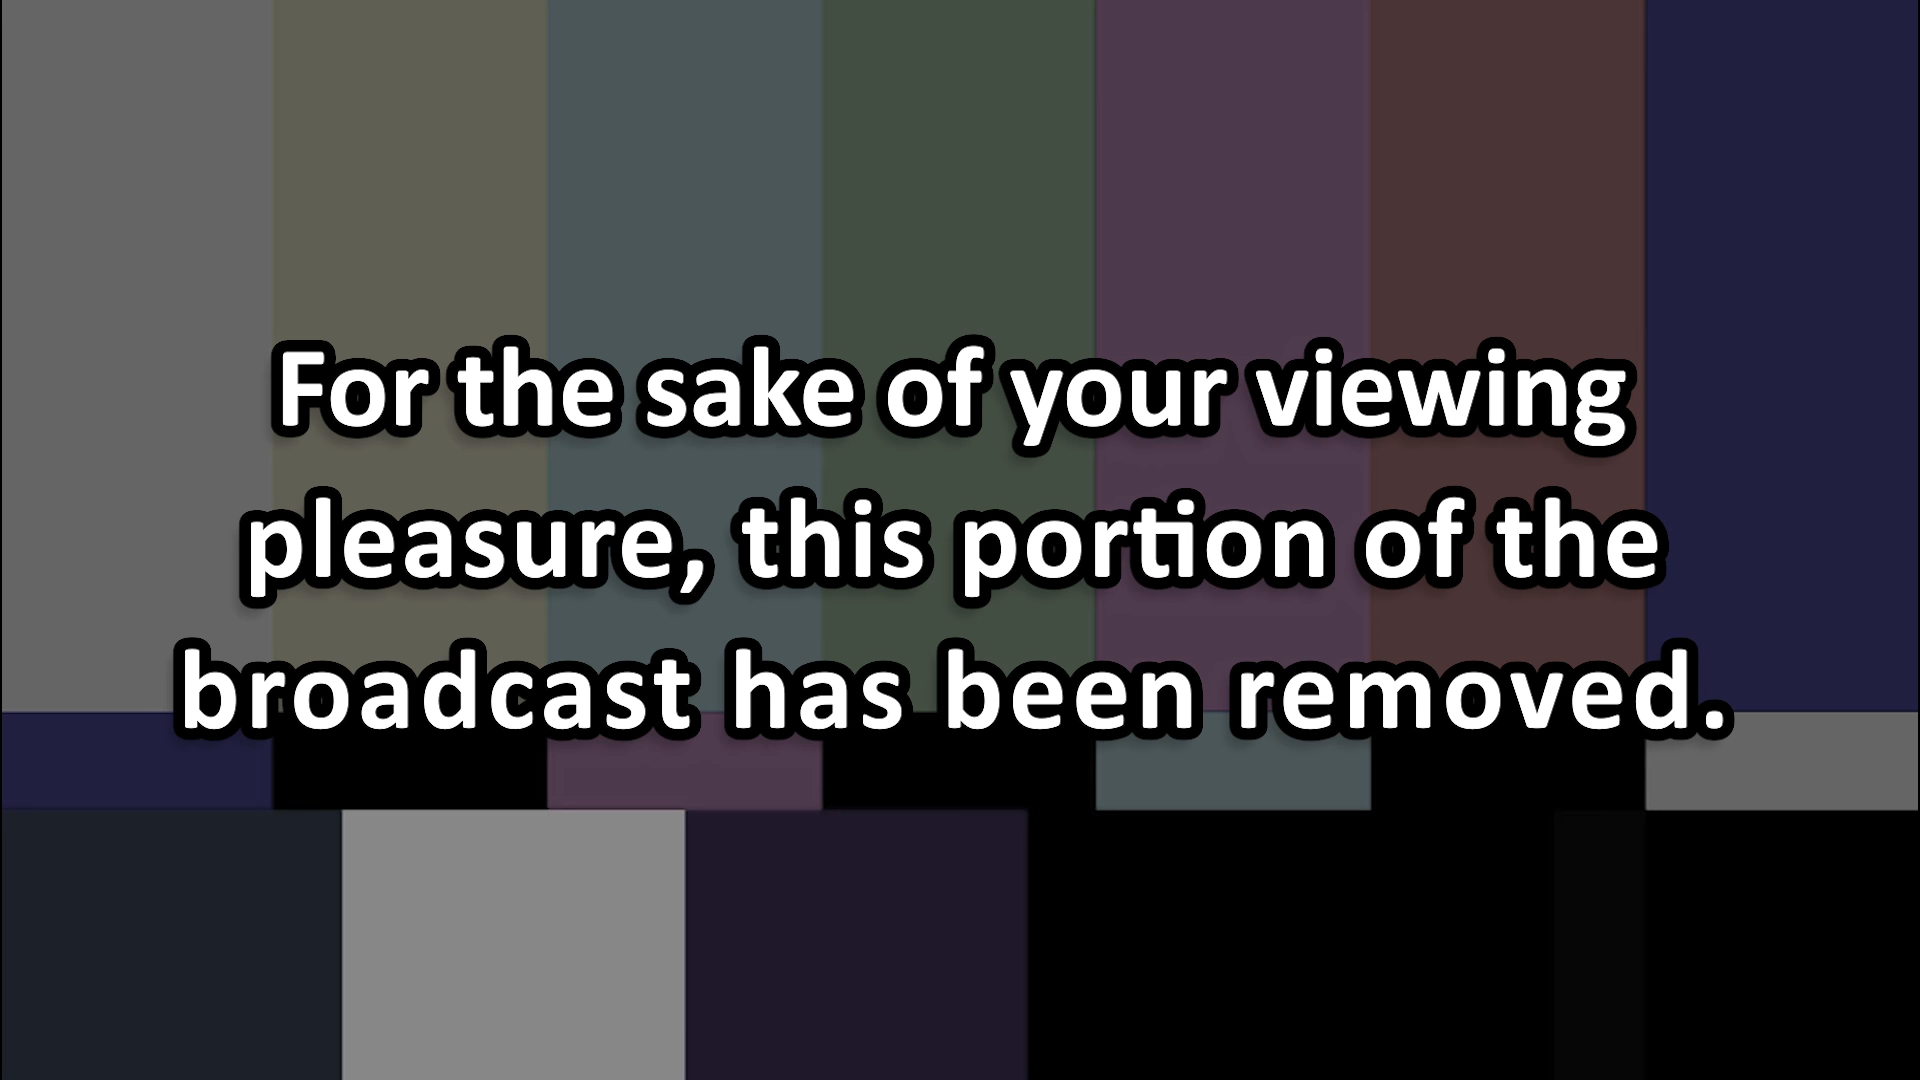 For the sake of your viewing
pleasure, this portion of the
broadcast has been removed.